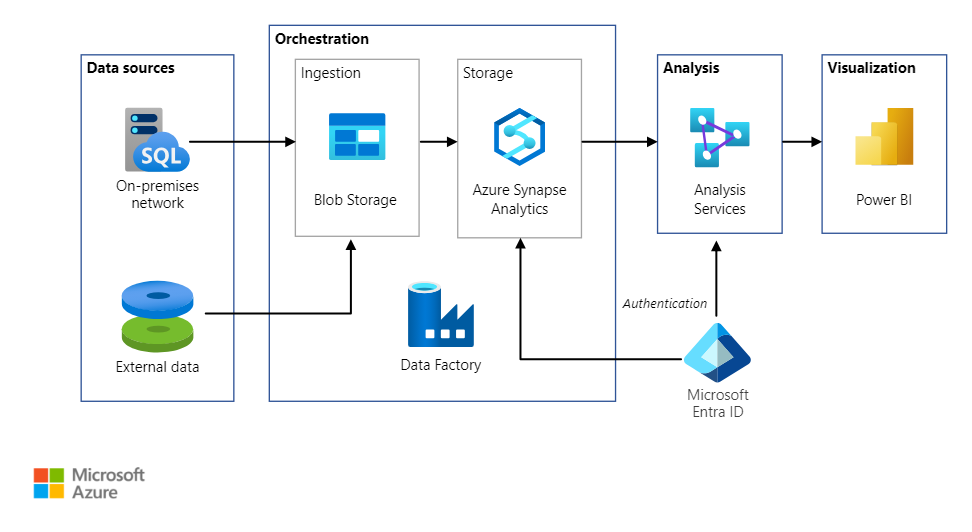 Orchestration
Data sources
Ingestion
Storage
Analysis
Visualization
SQL
On-premises
network
Blob Storage
Azure Synapse
Analytics
Analysis
Services
Power BI
Authentication
External data
Data Factory
Microsoft
Entra ID
Microsoft
Azure